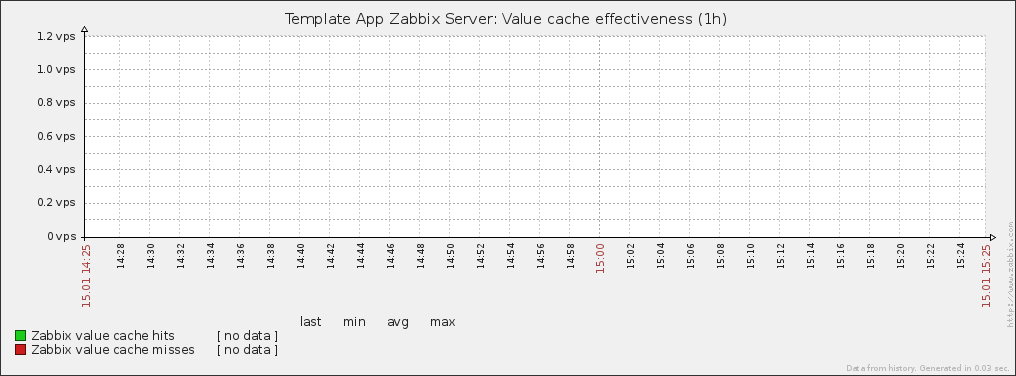 Template App Zabbix Server: Value cache effectiveness (1h)
1.2 vps
1.0 vps
0.8 vps
0.6 vps
0.4 vps
0.2 vps
0 vps
15.01 14:25
14:28
14:30
14:32
14:34
14:36
14:38
14:40
14:42
14:44
14:46
14:48
14:50
14:52
14:54
14:56
14:58
15:00
15:02
15:04
15:06
15:08
15:10
15:12
15:14
15:16
15:18
15:20
15:22
15:24
15.01 15:25
http://www.zabbix.com
last min avg max
Zabbix value cache hits [ no data ]
Zabbix value cache misses [ no data ]
Data from history. Generated in 0.03 sec.